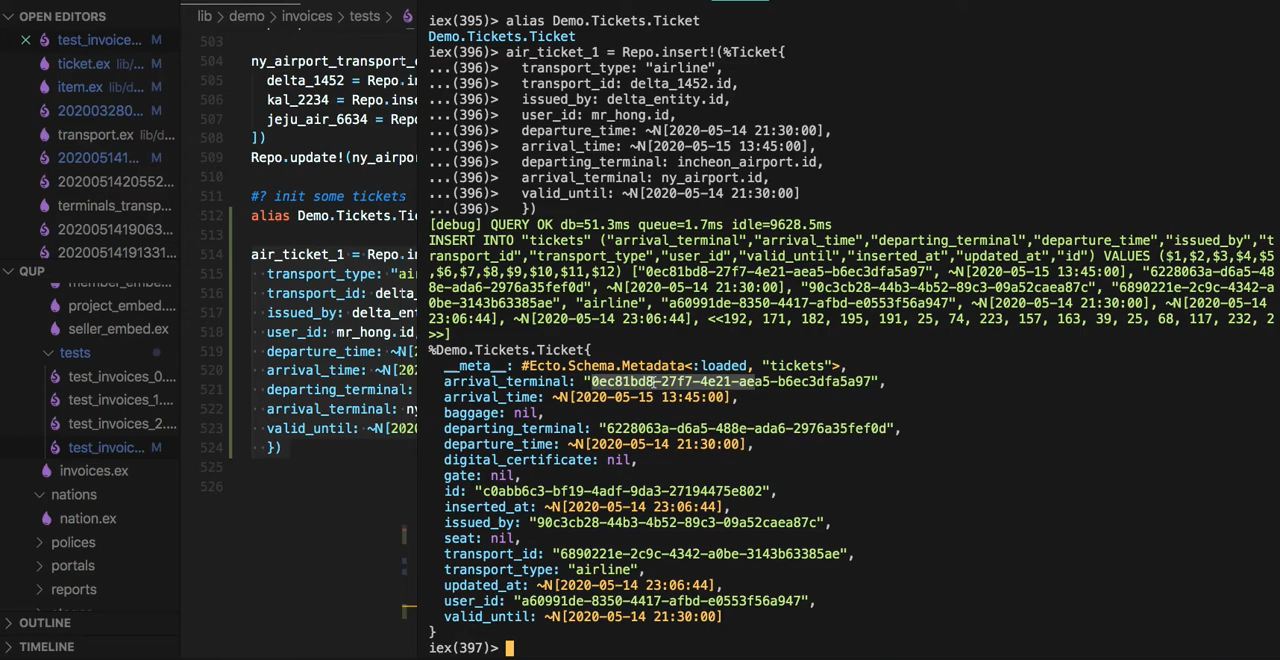 OPEN EDITORS
test_invoice... M
ticket.ex lib/...
item.ex lib/d...
202003280... M
transport.ex lib/d...
202005141... M
2020051420552...
terminals_transp...
2020051419063...
2020051419133 1...
QUP
member_embed....
project_embed....
seller_embed.ex
tests
test_invoices_0....
test_invoices_1....
test_invoices_2....
test_invoic... M
invoices.ex
nations
nation.ex
polices
portals
reports
OUTLINE
TIMELINE
lib > demo > invoices > tests >
503
504 ny_airport_transport_
505 delta_1452 = Repo.in
506 kal_2234 = Repo.inse
507 jeju_air_6634 = Repo
508 ])
509 Repo.update!(ny_airpor
510
511 #? init some tickets
512 alias Demo.Tickets.Tic
513
514 air_ticket_1 = Repo.in
515 transport_type: "air
516 transport_id: delta_
517 issued_by: delta_ent
518 user_id: mr_hong.id,
519 departure_time: ~N[2
520 arrival_time: ~N[202
521 departing_terminal:
522 arrival_terminal: ny
523 valid_until: ~N[2020
524 })
525
526
iex(395)> alias Demo.Tickets.Ticket
Demo.Tickets.Ticket
iex(396)> air_ticket_1 = Repo.insert!(%Ticket{
...(396)> transport_type: "airline",
...(396)> transport_id: delta_1452.id,
...(396)> issued_by: delta_entity.id,
...(396)> user_id: mr_hong.id,
...(396)> departure_time: ~N[2020-05-14 21:30:00],
...(396)> arrival_time: ~N[2020-05-15 13:45:00],
...(396)> departing_terminal: incheon_airport.id,
...(396)> arrival_terminal: ny_airport.id,
...(396)> valid_until: ~N[2020-05-14 21:30:00]
...(396)> })
[debug] QUERY OK db=51.3ms queue=1.7ms idle=9628.5ms
INSERT INTO "tickets" ("arrival_terminal","arrival_time","departing_terminal","departure_time","issued_by","t
ransport_id","transport_type","user_id","valid_until","inserted_at","updated_at","id") VALUES ($1,$2,$3,$4,$5
,$6,$7,$8,$9,$10,$11,$12) ["0ec81bd8-27f7-4e21-aea5-b6ec3dfa5a97", ~N[2020-05-15 13:45:00], "6228063a-d6a5-48
8e-ada6-2976a35fef0d", ~N[2020-05-14 21:30:00], "90c3cb28-44b3-4b52-89c3-09a52caea87c", "6890221e-2c9c-4342-a
0be-3143b63385ae", "airline", "a60991de-8350-4417-afbd-e0553f56a947", ~N[2020-05-14 21:30:00], ~N[2020-05-14
23:06:44], ~N[2020-05-14 23:06:44], <<192, 171, 182, 195, 191, 25, 74, 223, 157, 163, 39, 25, 68, 117, 232, 2
>>]
%Demo.Tickets.Ticket{
__meta__: #Ecto.Schema.Metadata<:loaded, "tickets">,
arrival_terminal: "0ec81bd8-27f7-4e21-aea5-b6ec3dfa5a97",
arrival_time: ~N[2020-05-15 13:45:00],
baggage: nil,
departing_terminal: "6228063a-d6a5-488e-ada6-2976a35fef0d",
departure_time: ~N[2020-05-14 21:30:00],
digital_certificate: nil,
gate: nil,
id: "c0abb6c3-bf19-4adf-9da3-27194475e802",
inserted_at: ~N[2020-05-14 23:06:44],
issued_by: "90c3cb28-44b3-4b52-89c3-09a52caea87c",
seat: nil,
transport_id: "6890221e-2c9c-4342-a0be-3143b63385ae",
transport_type: "airline",
updated_at: ~N[2020-05-14 23:06:44],
user_id: "a60991de-8350-4417-afbd-e0553f56a947",
valid_until: ~N[2020-05-14 21:30:00]
}
iex(397)>